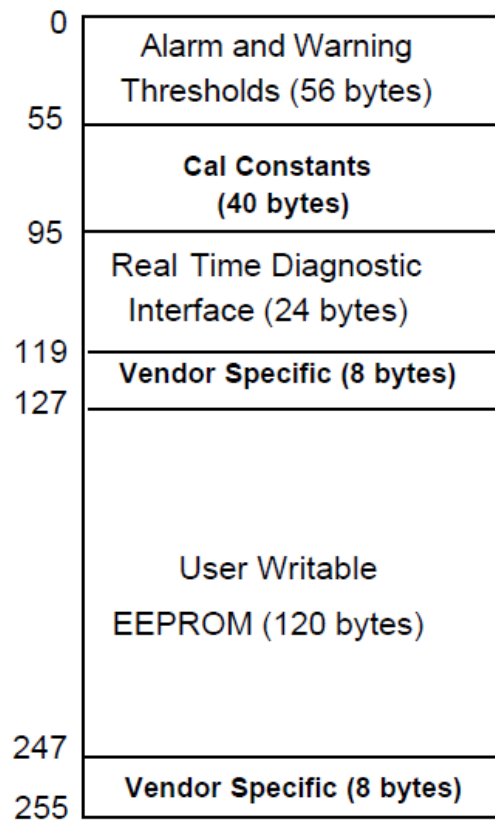 0
Alarm and Warning
Thresholds (56 bytes)
55
Cal Constants
(40 bytes)
95
Real Time Diagnostic
Interface (24 bytes)
119
Vendor Specific (8 bytes)
127
User Writable
EEPROM (120 bytes)
247
Vendor Specific (8 bytes)
255